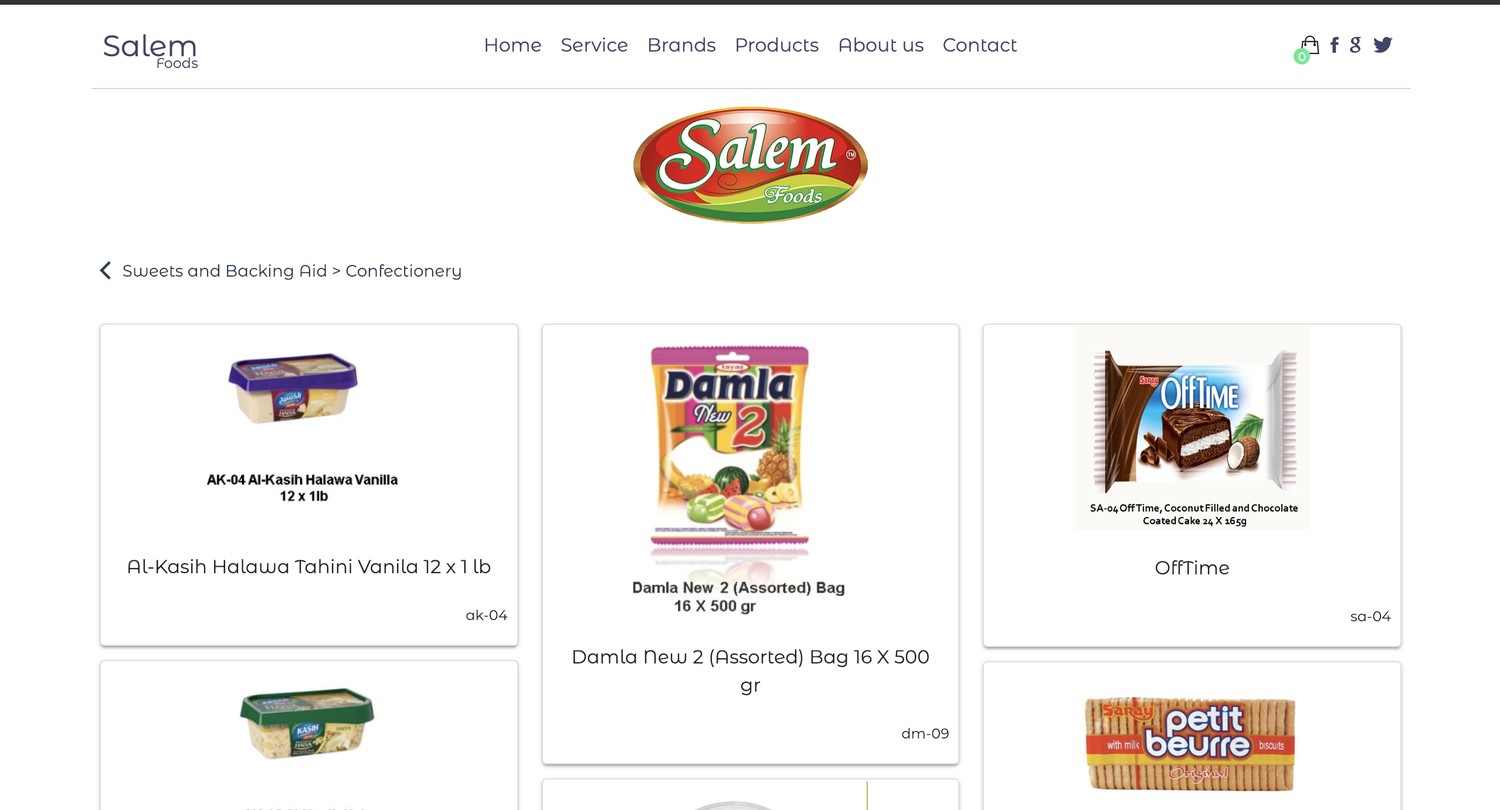 Salem
Foods
Home Service Brands Products About us Contact
0
f
g
Salem TM
Foods
Sweets and Backing Aid > Confectionery
AK-04 Al-Kasih Halawa Vanilla
12 x 1lb
Al-Kasih Halawa Tahini Vanila 12 x 1 lb
ak-04
Tayas
Damla
New 2
Damla New 2 (Assorted) Bag
16 X 500 gr
Damla New 2 (Assorted) Bag 16 X 500
gr
dm-09
Saray
OFFTIME
SA-04 OffTime, Coconut Filled and Chocolate
Coated Cake 24 X 165g
OffTime
sa-04
KASIH
Saray
petit
with milk beurre biscuits
Original